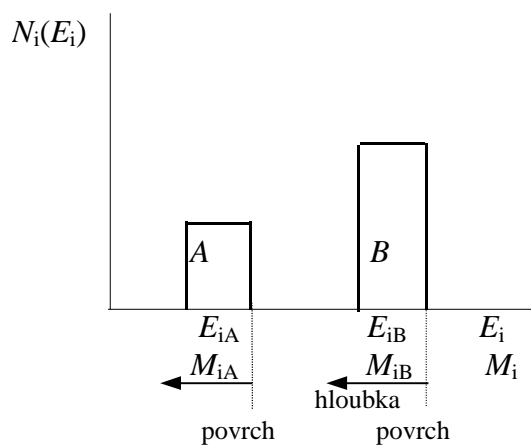 Nᵢ(Eᵢ)
A B
EᵢA EᵢB Eᵢ
MᵢA MᵢB Mᵢ
hloubka
povrch povrch